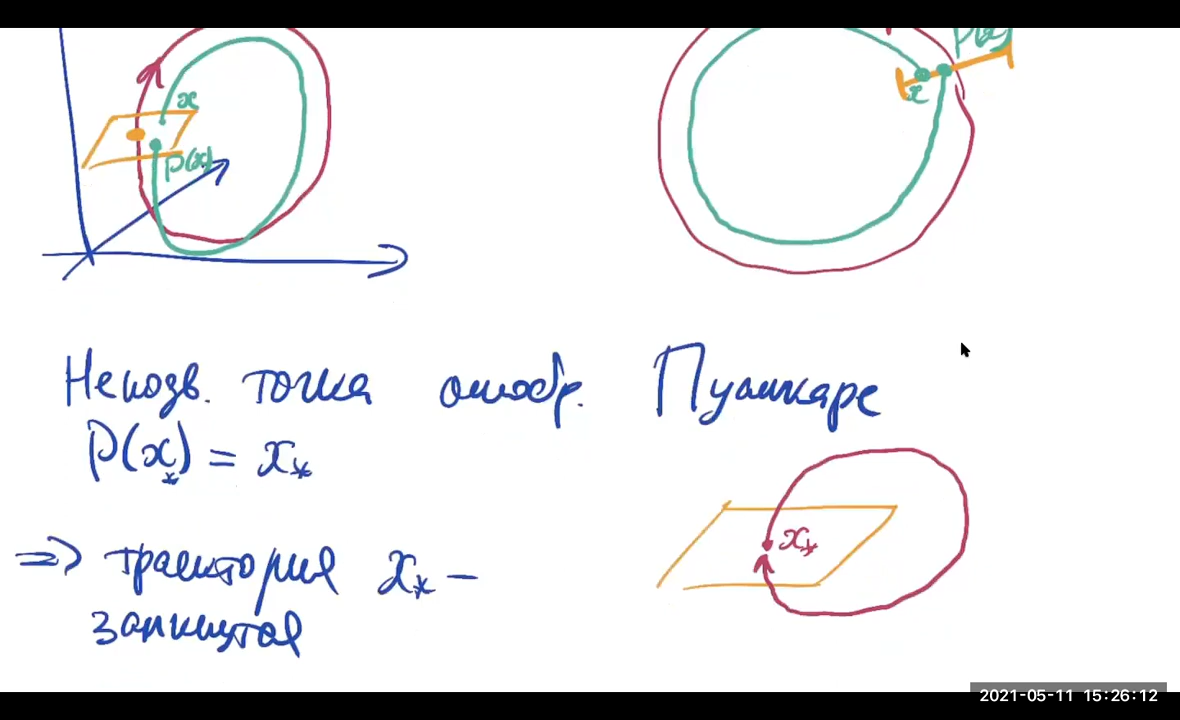 x
P(x)
P(x)
x
Неподв. точка отобр. Пуанкаре
P(x*) = x*
x*
=> траектория x* –
замкнутая
2021-05-11 15:26:12